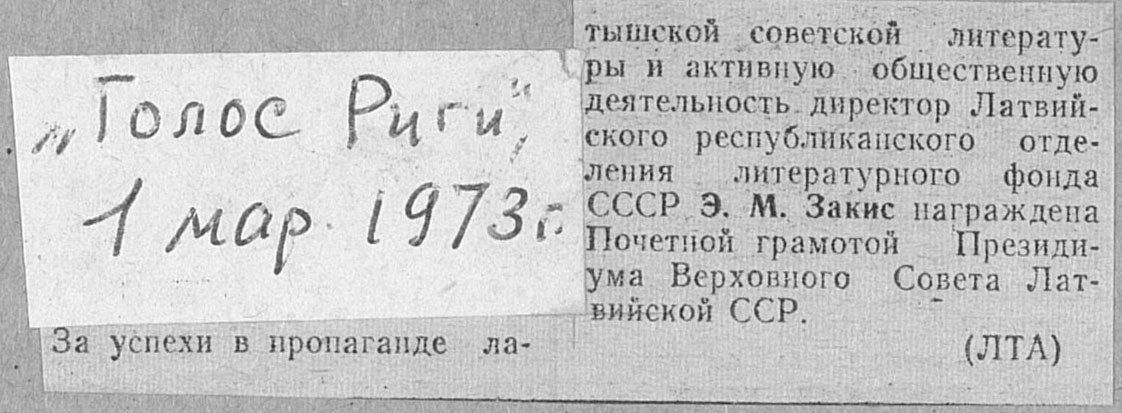 „Голос Риги",
1 мар. 1973 г.
За успехи в пропаганде ла-
тышской советской литерату-
ры и активную общественную
деятельность директор Латвий-
ского республиканского отде-
ления литературного фонда
СССР Э. М. Закис награждена
Почетной грамотой Президи-
ума Верховного Совета Лат-
вийской ССР.
(ЛТА)